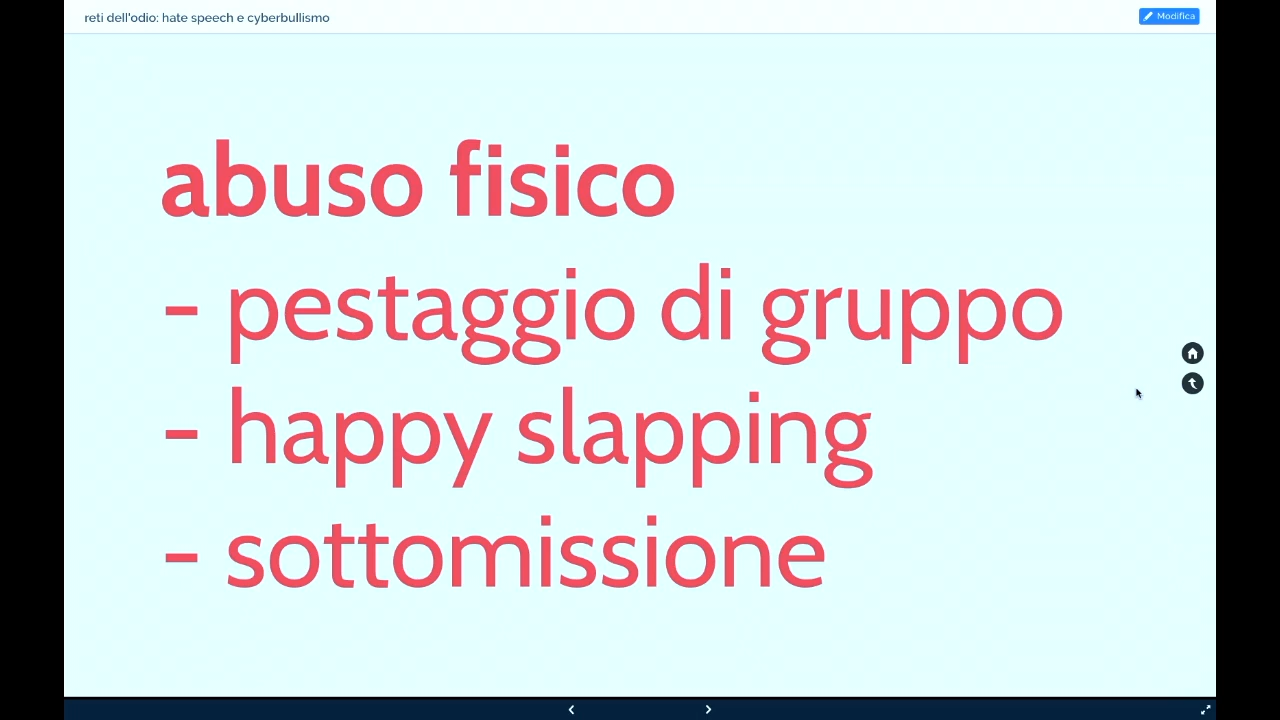 reti dell'odio: hate speech e cyberbullismo
Modifica
abuso fisico
- pestaggio di gruppo
- happy slapping
- sottomissione